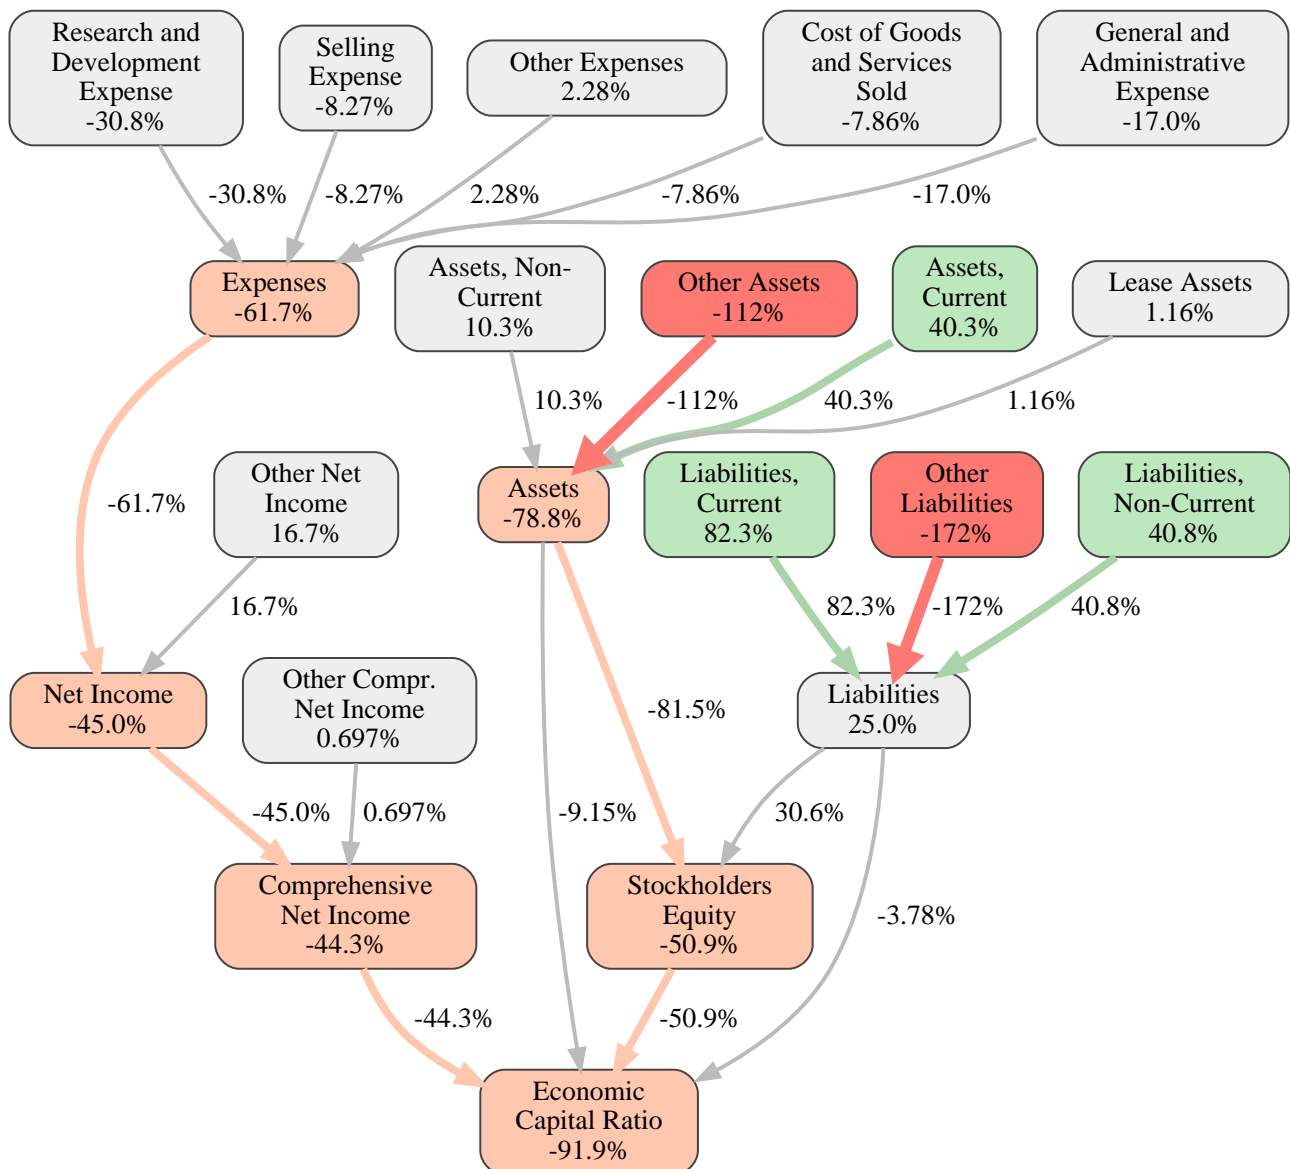 Research and
Development
Expense
-30.8%
Selling
Expense
-8.27%
Other Expenses
2.28%
Cost of Goods
and Services
Sold
-7.86%
General and
Administrative
Expense
-17.0%
-30.8%
-8.27%
2.28%
-7.86%
-17.0%
Expenses
-61.7%
Assets, Non-
Current
10.3%
Other Assets
-112%
Assets,
Current
40.3%
Lease Assets
1.16%
10.3%
-112%
40.3%
1.16%
-61.7%
Other Net
Income
16.7%
Assets
-78.8%
Liabilities,
Current
82.3%
Other
Liabilities
-172%
Liabilities,
Non-Current
40.8%
16.7%
82.3%
-172%
40.8%
Net Income
-45.0%
Other Compr.
Net Income
0.697%
-81.5%
Liabilities
25.0%
-45.0%
0.697%
-9.15%
30.6%
-3.78%
Comprehensive
Net Income
-44.3%
Stockholders
Equity
-50.9%
-44.3%
-50.9%
Economic
Capital Ratio
-91.9%